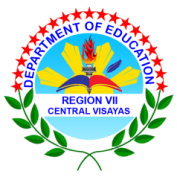 DEPARTMENT OF EDUCATION
REGION VII
CENTRAL VISAYAS